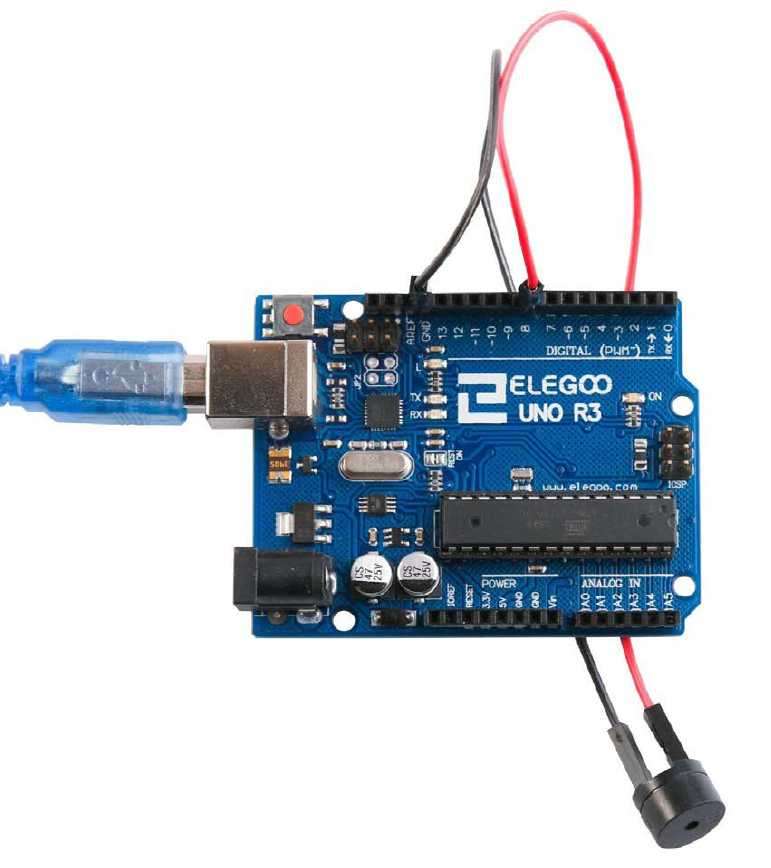 AREF
GND
13
12
~11
~10
~9
8
7
~6
~5
4
~3
2
TX→1
RX←0
DIGITAL (PWM~)
L
TX
RX
JP2
ELEGOO
UNO R3
ON
ICSP
www.elegoo.com
CS
47
25V
CS
47
25V
POWER
ANALOG IN
IOREF
RESET
3.3V
5V
GND
GND
Vin
A0
A1
A2
A3
A4
A5